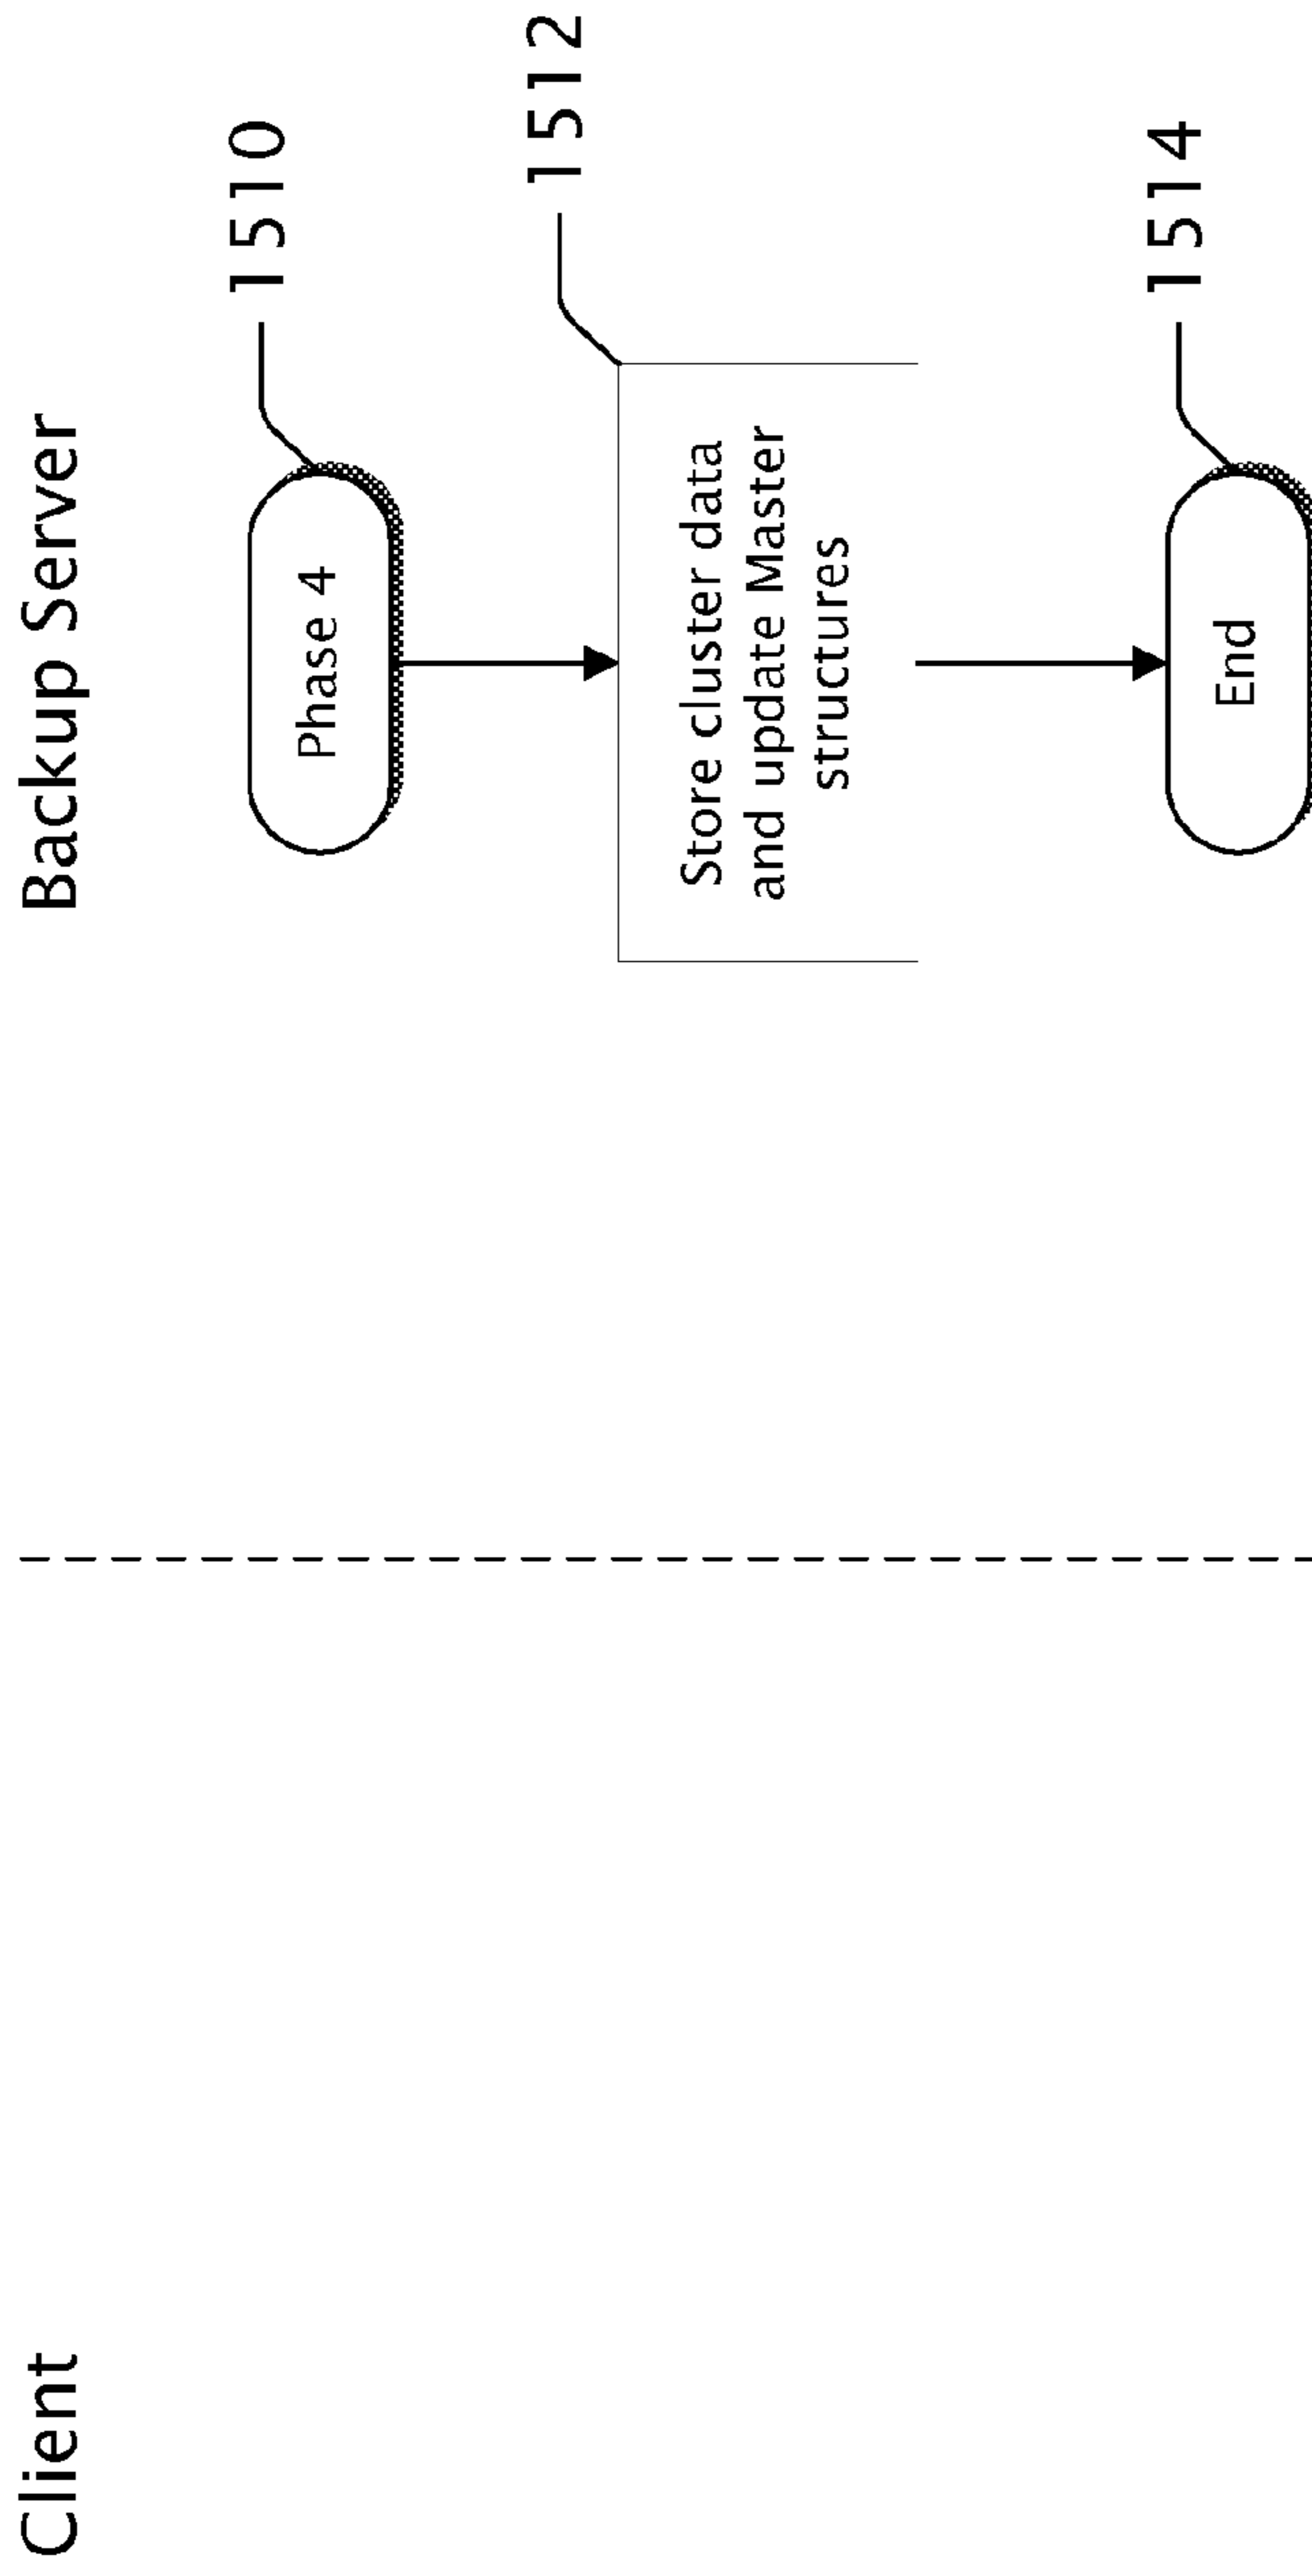 Client
Backup Server
Phase 4
1510
Store cluster data
and update Master
structures
1512
End
1514